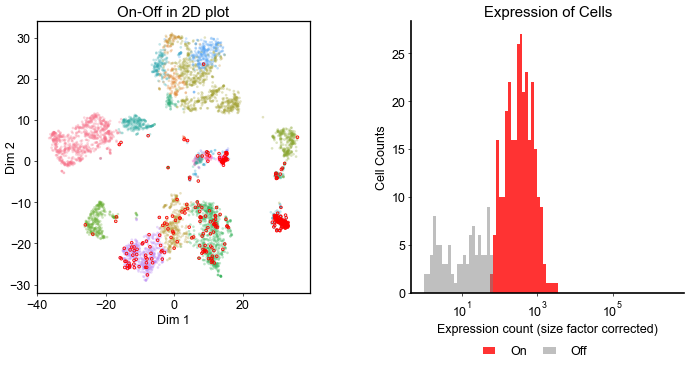 On-Off in 2D plot
30
20
10
0
−10
−20
−30
Dim 2
−40
−20
0
20
Dim 1
Expression of Cells
25
20
15
10
5
0
Cell Counts
10^1
10^3
10^5
Expression count (size factor corrected)
On
Off